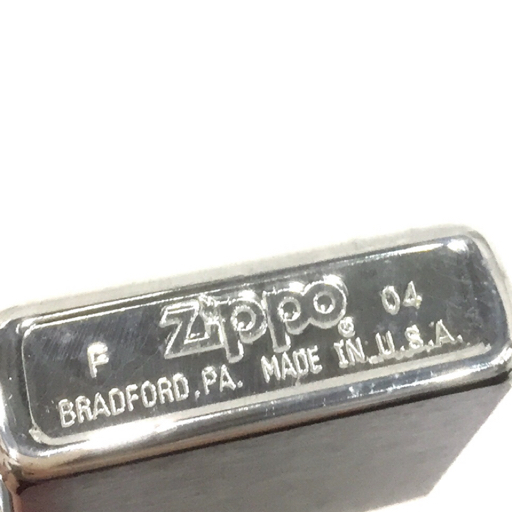 F Zippo® 04
BRADFORD, PA. MADE IN U.S.A.